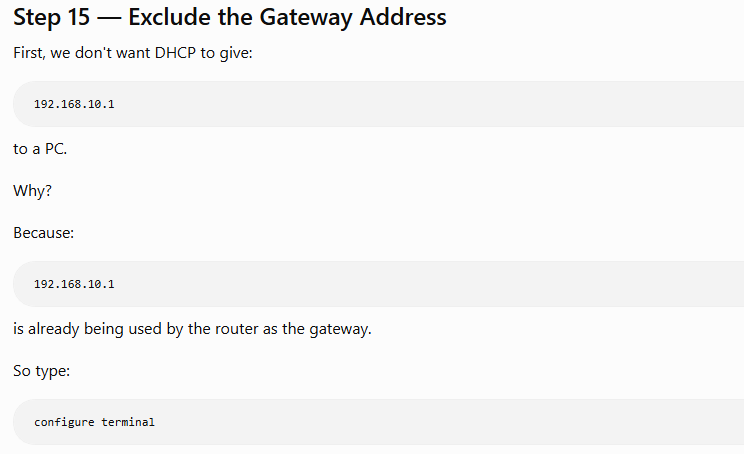 Step 15 — Exclude the Gateway Address
First, we don't want DHCP to give:
192.168.10.1
to a PC.
Why?
Because:
192.168.10.1
is already being used by the router as the gateway.
So type:
configure terminal